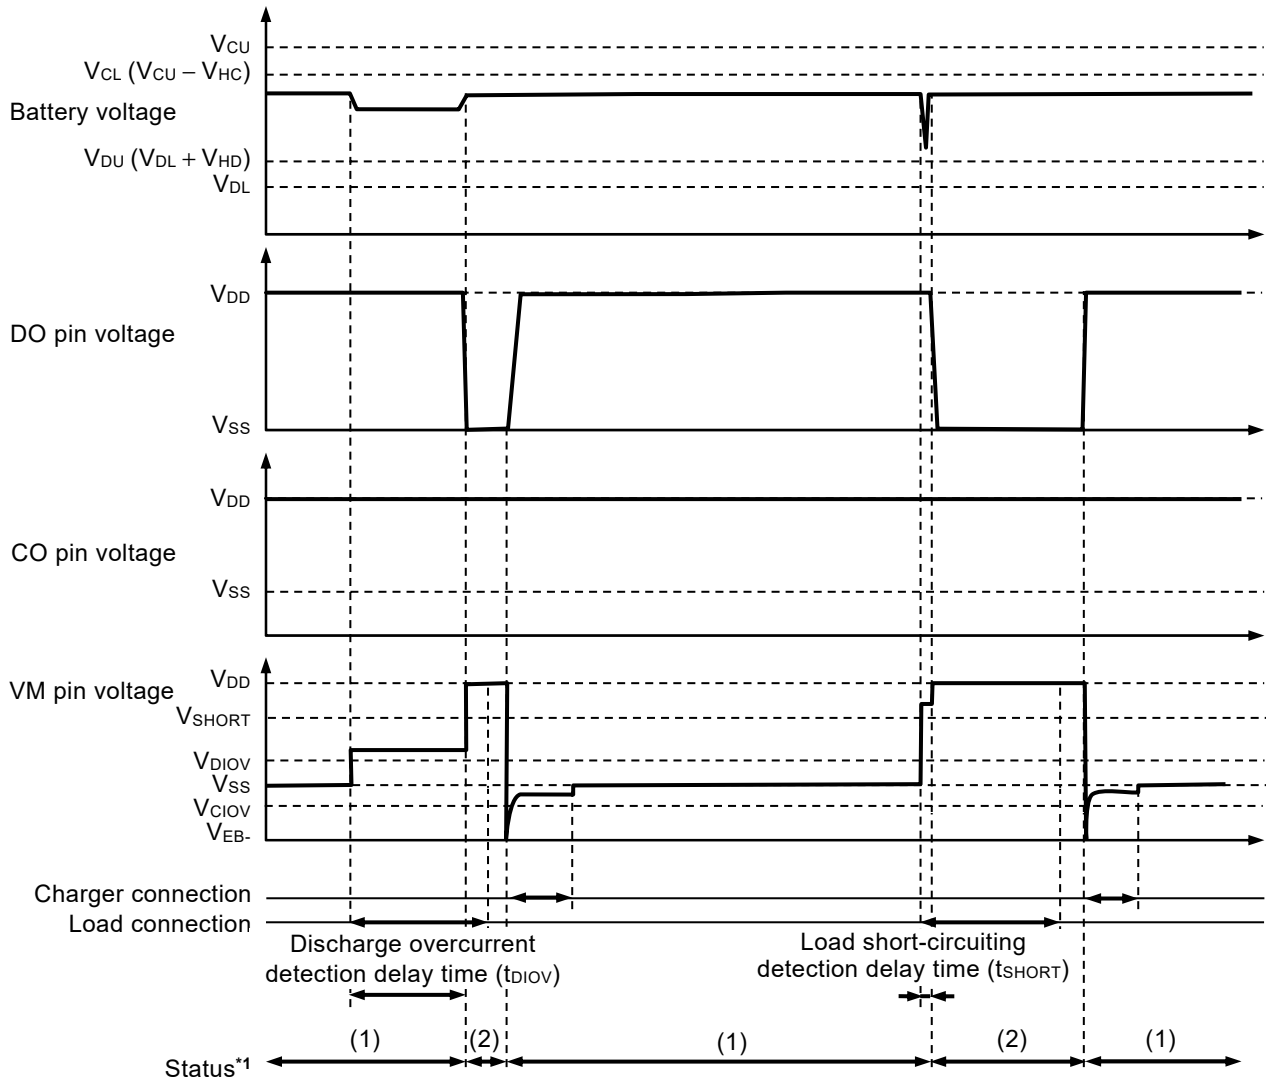 VCU
VCL (VCU − VHC)
Battery voltage
VDU (VDL + VHD)
VDL
VDD
DO pin voltage
VSS
VDD
CO pin voltage
VSS
VDD
VM pin voltage
VSHORT
VDIOV
VSS
VCIOV
VEB-
Charger connection
Load connection
Discharge overcurrent
detection delay time (tDIOV)
Load short-circuiting
detection delay time (tSHORT)
(1) (2) (1) (2) (1)
Status*1